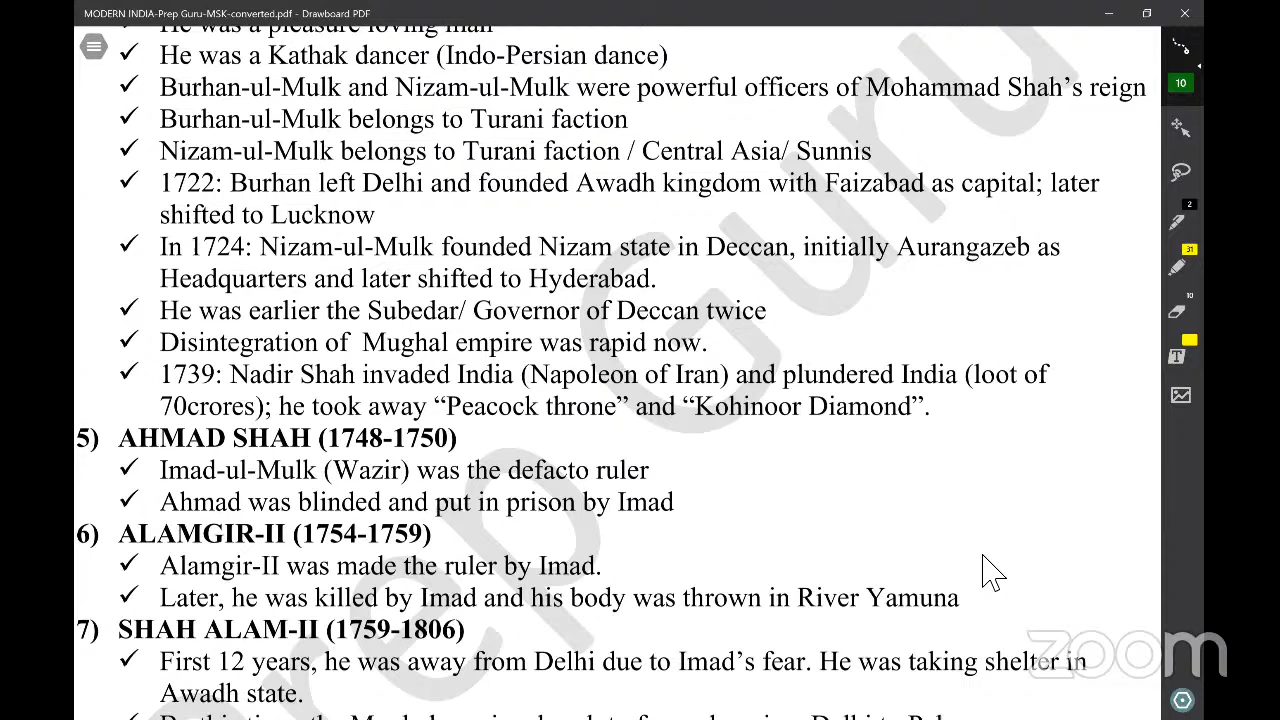 MODERN INDIA-Prep Guru-MSK-converted.pdf - Drawboard PDF
He was a pleasure loving man
✓ He was a Kathak dancer (Indo-Persian dance)
✓ Burhan-ul-Mulk and Nizam-ul-Mulk were powerful officers of Mohammad Shah's reign
✓ Burhan-ul-Mulk belongs to Turani faction
✓ Nizam-ul-Mulk belongs to Turani faction / Central Asia/ Sunnis
✓ 1722: Burhan left Delhi and founded Awadh kingdom with Faizabad as capital; later
shifted to Lucknow
✓ In 1724: Nizam-ul-Mulk founded Nizam state in Deccan, initially Aurangazeb as
Headquarters and later shifted to Hyderabad.
✓ He was earlier the Subedar/ Governor of Deccan twice
✓ Disintegration of Mughal empire was rapid now.
✓ 1739: Nadir Shah invaded India (Napoleon of Iran) and plundered India (loot of
70crores); he took away “Peacock throne” and “Kohinoor Diamond”.
5) AHMAD SHAH (1748-1750)
✓ Imad-ul-Mulk (Wazir) was the defacto ruler
✓ Ahmad was blinded and put in prison by Imad
6) ALAMGIR-II (1754-1759)
✓ Alamgir-II was made the ruler by Imad.
✓ Later, he was killed by Imad and his body was thrown in River Yamuna
7) SHAH ALAM-II (1759-1806)
✓ First 12 years, he was away from Delhi due to Imad's fear. He was taking shelter in
Awadh state.
Prep Guru
zoom
10
2
31
10
T